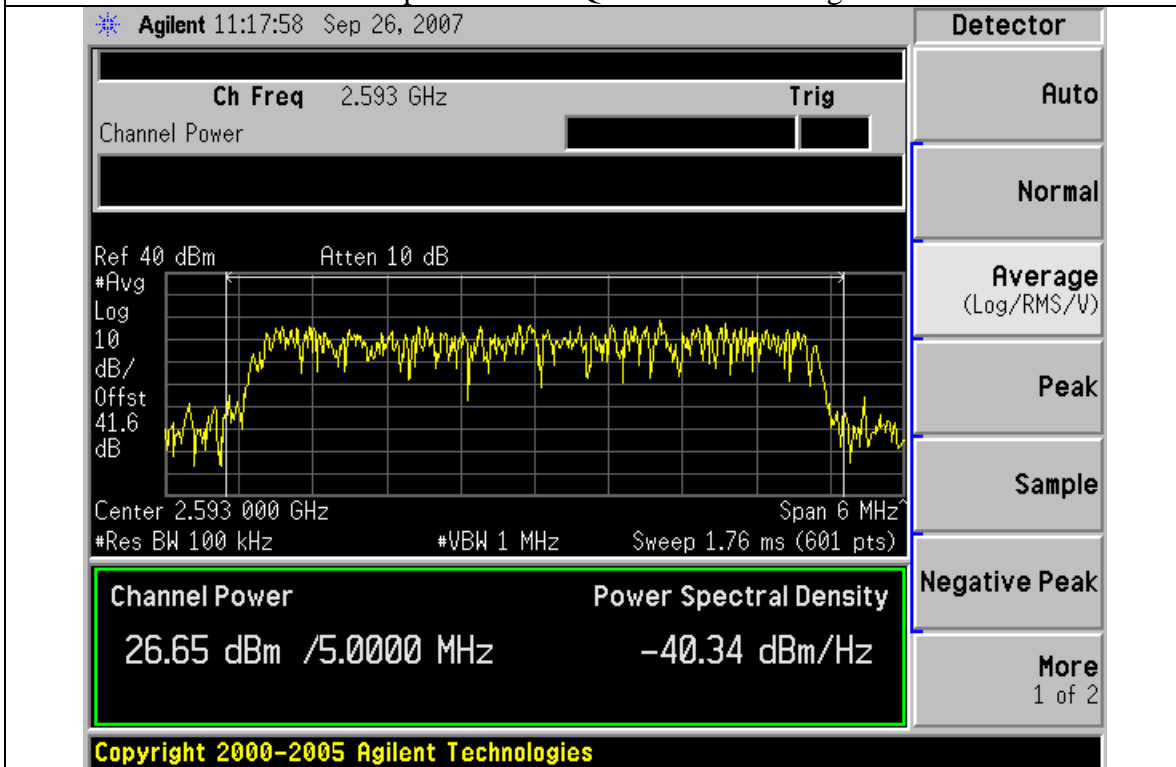 Agilent 11:17:58 Sep 26, 2007
Detector
Ch Freq 2.593 GHz Trig
Channel Power
Auto
Normal
Average
(Log/RMS/V)
Peak
Sample
Negative Peak
More
1 of 2
Ref 40 dBm Atten 10 dB
#Avg
Log
10
dB/
Offst
41.6
dB
Center 2.593 000 GHz Span 6 MHz^
#Res BW 100 kHz #VBW 1 MHz Sweep 1.76 ms (601 pts)
Channel Power Power Spectral Density
26.65 dBm /5.0000 MHz -40.34 dBm/Hz
Copyright 2000-2005 Agilent Technologies